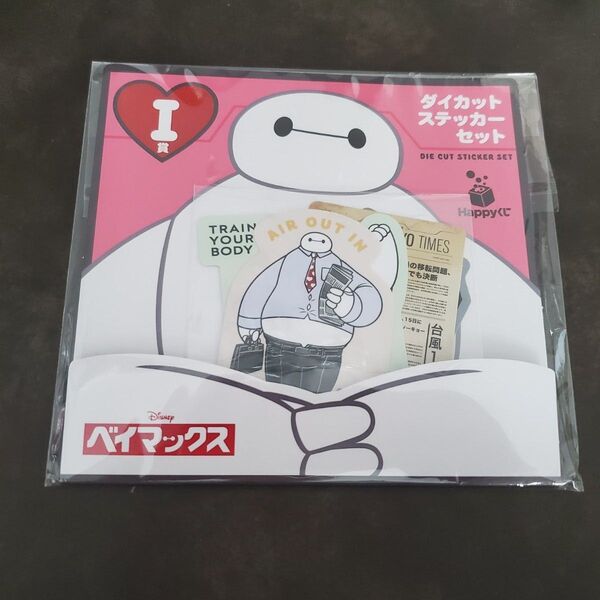 I
賞
ダイカット
ステッカー
セット
DIE CUT STICKER SET
Happyくじ
TRAIN
YOUR
BODY
AIR OUT IN
YO TIMES
の移転問題、
でも決断
台風1
Disney
ベイマックス